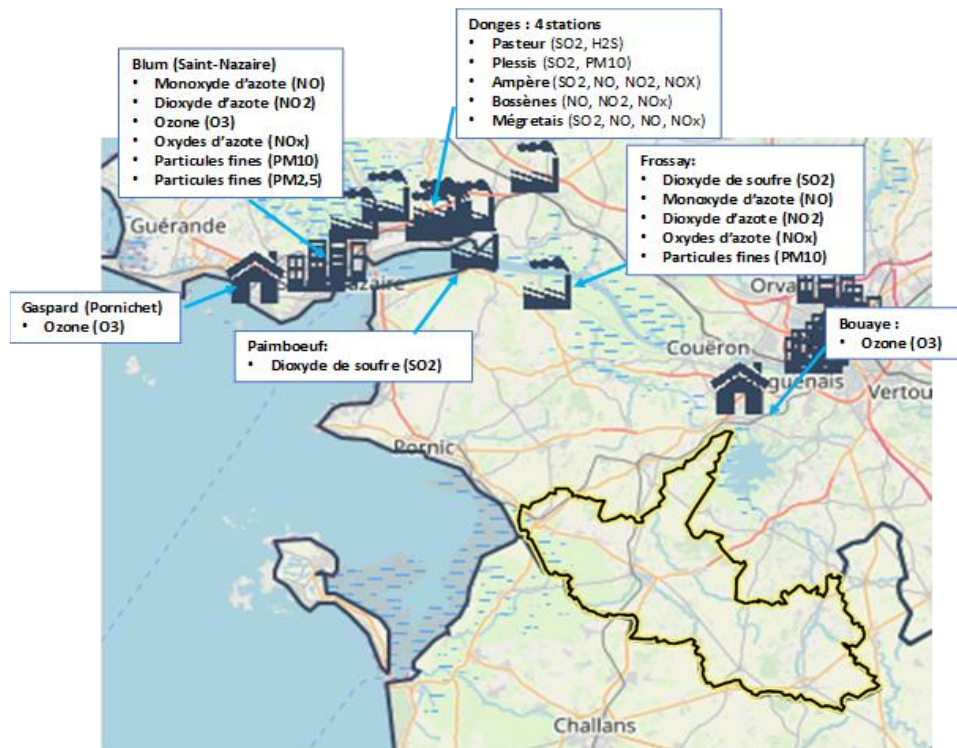 Donges : 4 stations
• Pasteur (SO2, H2S)
• Plessis (SO2, PM10)
• Ampère (SO2, NO, NO2, NOX)
• Bossènes (NO, NO2, NOx)
• Mégretais (SO2, NO, NO, NOx)
Blum (Saint-Nazaire)
• Monoxyde d'azote (NO)
• Dioxyde d'azote (NO2)
• Ozone (O3)
• Oxydes d'azote (NOx)
• Particules fines (PM10)
• Particules fines (PM2,5)
Frossay:
• Dioxyde de soufre (SO2)
• Monoxyde d'azote (NO)
• Dioxyde d'azote (NO2)
• Oxydes d'azote (NOx)
• Particules fines (PM10)
Guérande
Gaspard (Pornichet)
• Ozone (O3)
Paimboeuf:
• Dioxyde de soufre (SO2)
Orva
Bouaye :
• Ozone (O3)
Couëron
guenais
Vertou
Pornic
Challans